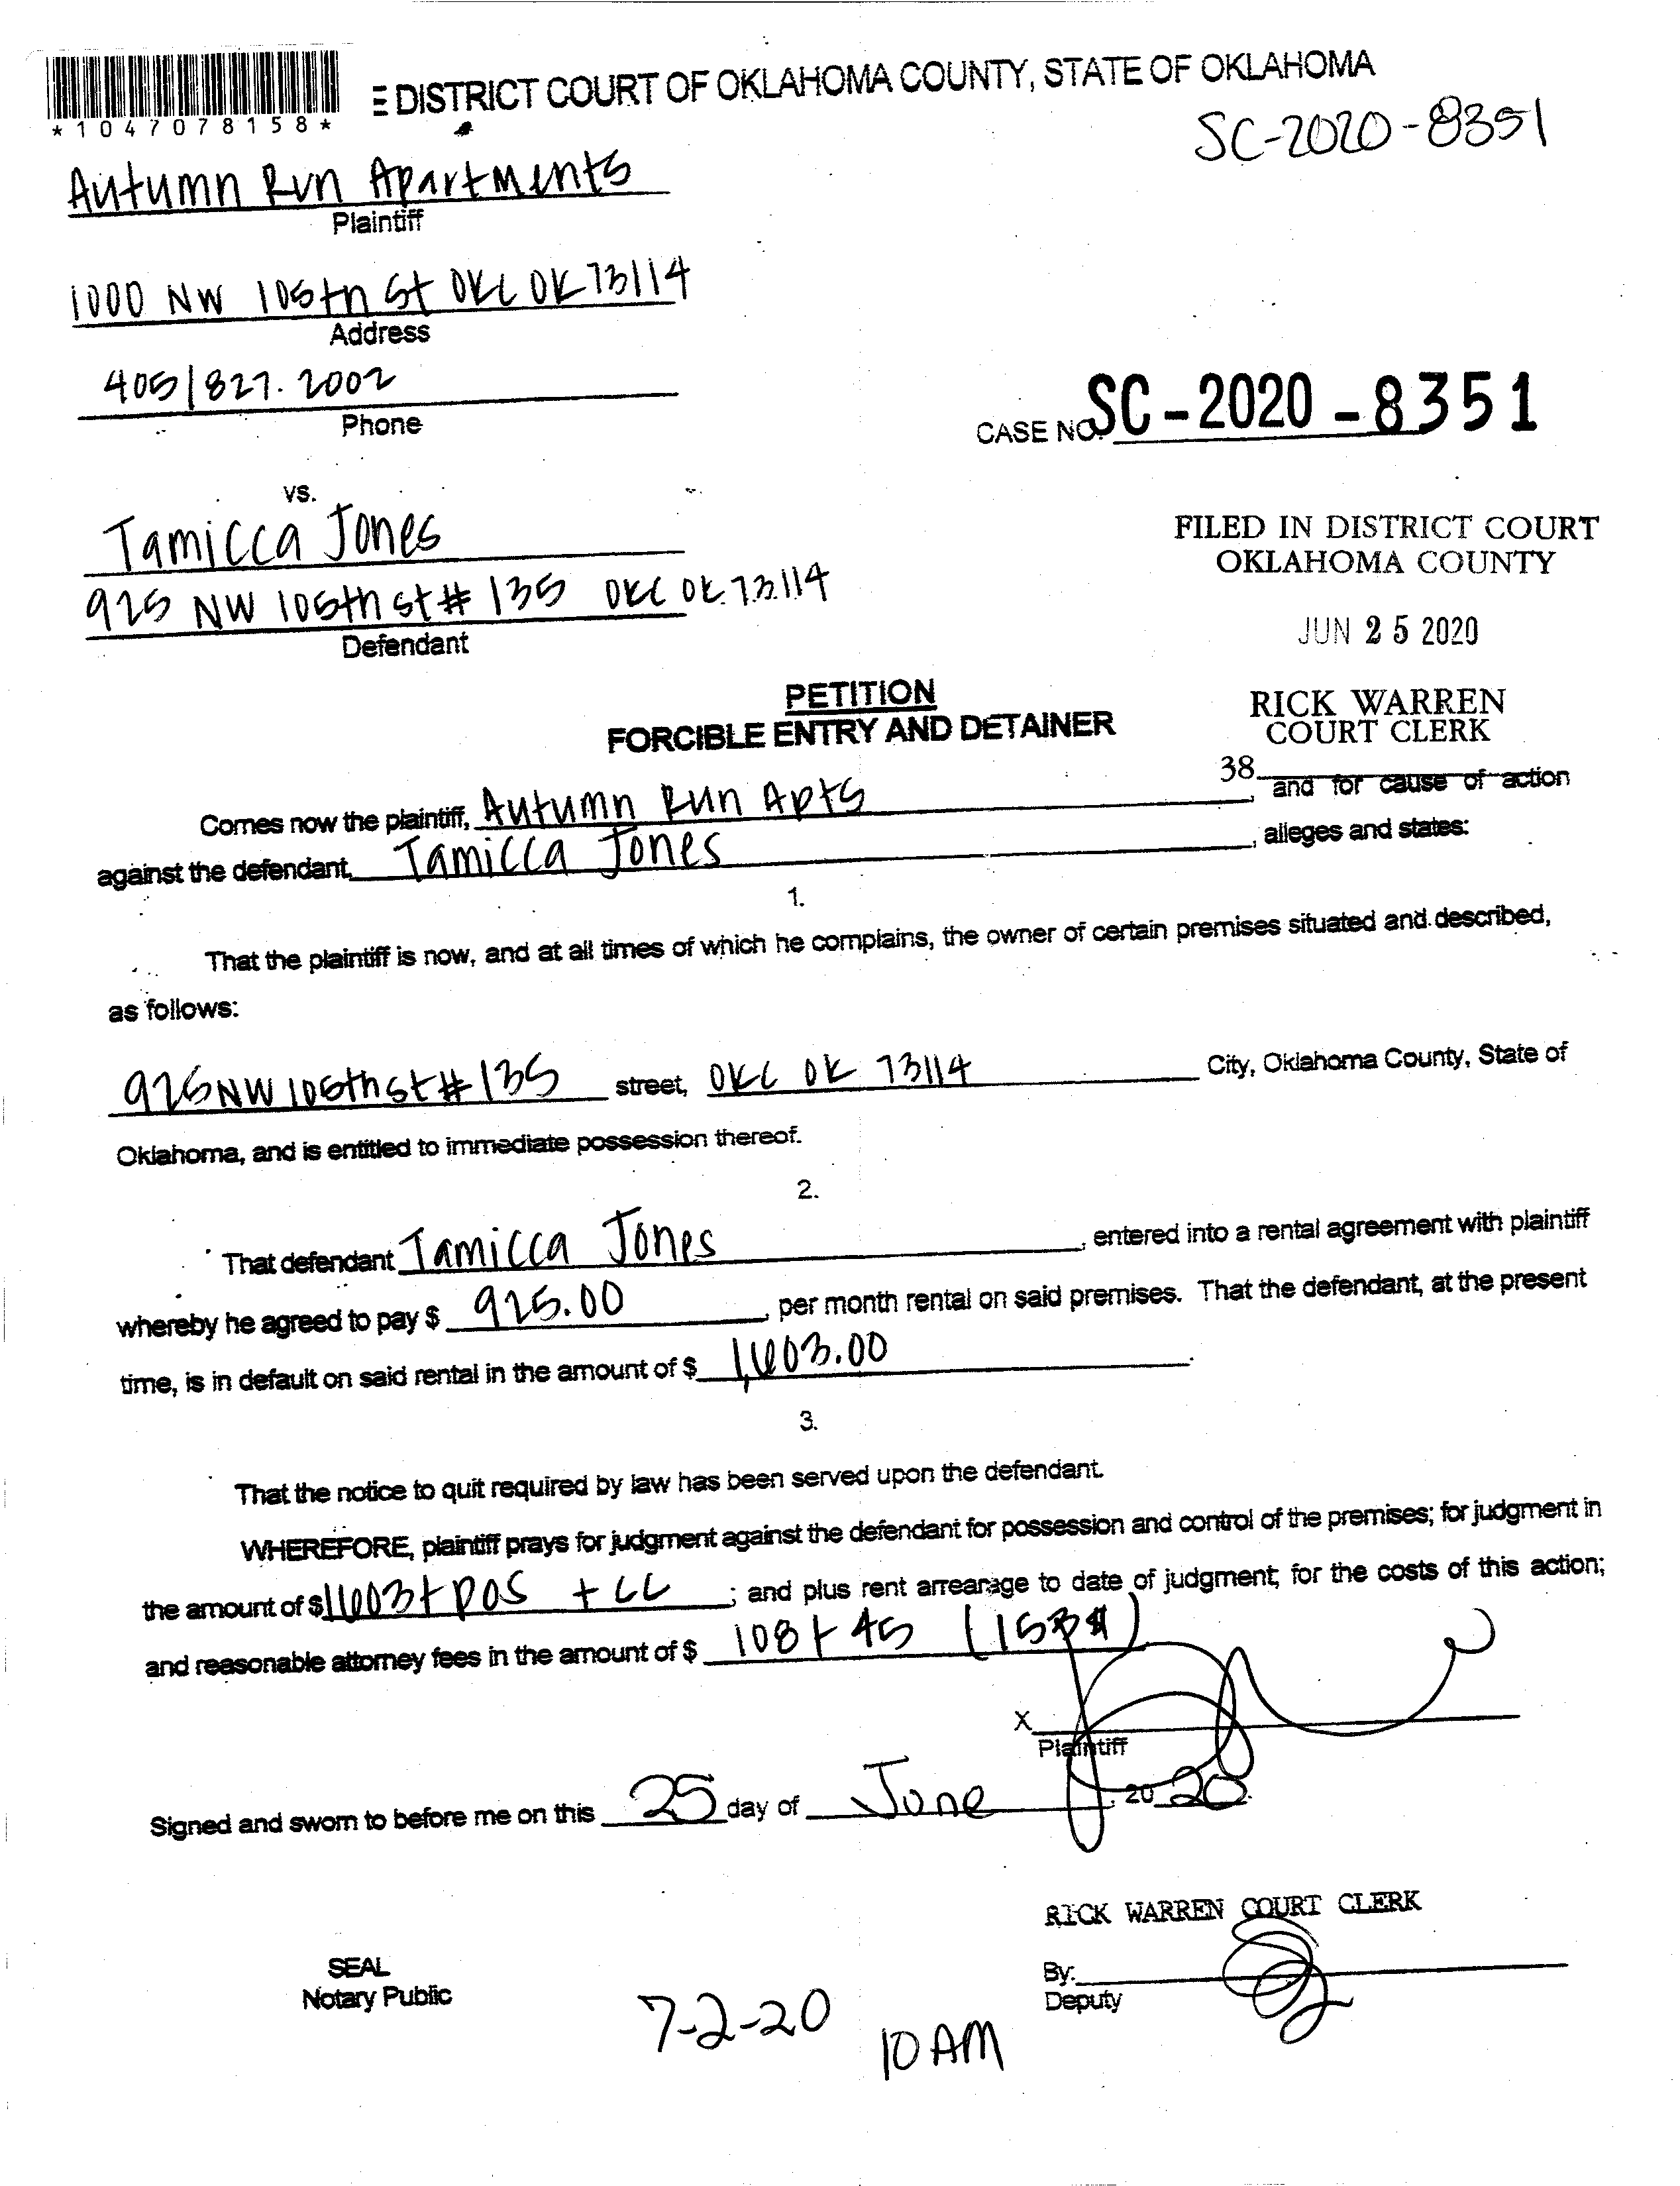 *1047078158*
E DISTRICT COURT OF OKLAHOMA COUNTY, STATE OF OKLAHOMA
SC-2020-8351
Autumn Run Apartments
Plaintiff
1000 NW 105th St OKC OK 73114
Address
405/827.2002
Phone
CASE NO. SC-2020-8351
vs.
Tamicca Jones
925 NW 105th st # 135 OKC OK 73114
Defendant
FILED IN DISTRICT COURT
OKLAHOMA COUNTY
JUN 25 2020
RICK WARREN
COURT CLERK
38
PETITION
FORCIBLE ENTRY AND DETAINER
Comes now the plaintiff, Autumn Run Apts, and for cause of action
against the defendant, Tamicca Jones, alleges and states:
1.
That the plaintiff is now, and at all times of which he complains, the owner of certain premises situated and described,
as follows:
925 NW 105th st # 135 street, OKC OK 73114 City, Oklahoma County, State of
Oklahoma, and is entitled to immediate possession thereof.
2.
That defendant Tamicca Jones, entered into a rental agreement with plaintiff
whereby he agreed to pay $ 925.00, per month rental on said premises. That the defendant, at the present
time, is in default on said rental in the amount of $ 1,603.00.
3.
That the notice to quit required by law has been served upon the defendant.
WHEREFORE, plaintiff prays for judgment against the defendant for possession and control of the premises; for judgment in
the amount of $ 1603 + pos + CC; and plus rent arrearage to date of judgment; for the costs of this action;
and reasonable attorney fees in the amount of $ 108 + 45 (153
X
Plaintiff
Signed and sworn to before me on this 25 day of June, 20 20.
RICK WARREN COURT CLERK
SEAL
Notary Public
By:
Deputy
7-2-20
10 AM